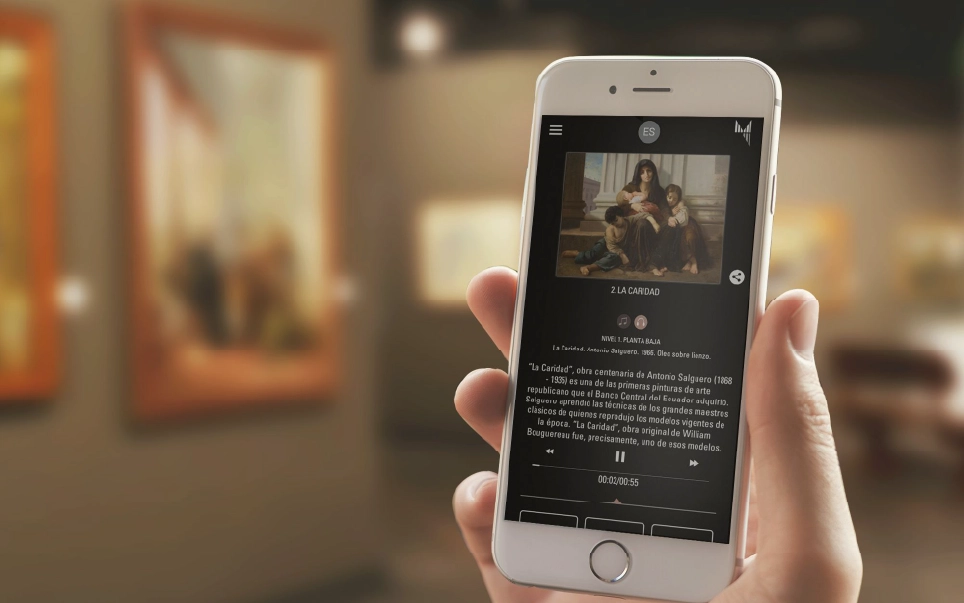 ES
2. LA CARIDAD
NIVEL 1. PLANTA BAJA
La Caridad. Antonio Salguero. 1966. Oleo sobre lienzo.
"La Caridad", obra centenaria de Antonio Salguero (1868
- 1935) es una de las primeras pinturas de arte
republicano que el Banco Central del Ecuador adquirió.
Salguero aprendió las técnicas de los grandes maestros
clásicos de quienes reprodujo los modelos vigentes de
la época. "La Caridad", obra original de William
Bouguereau fue, precisamente, uno de esos modelos.
00:02/00:55